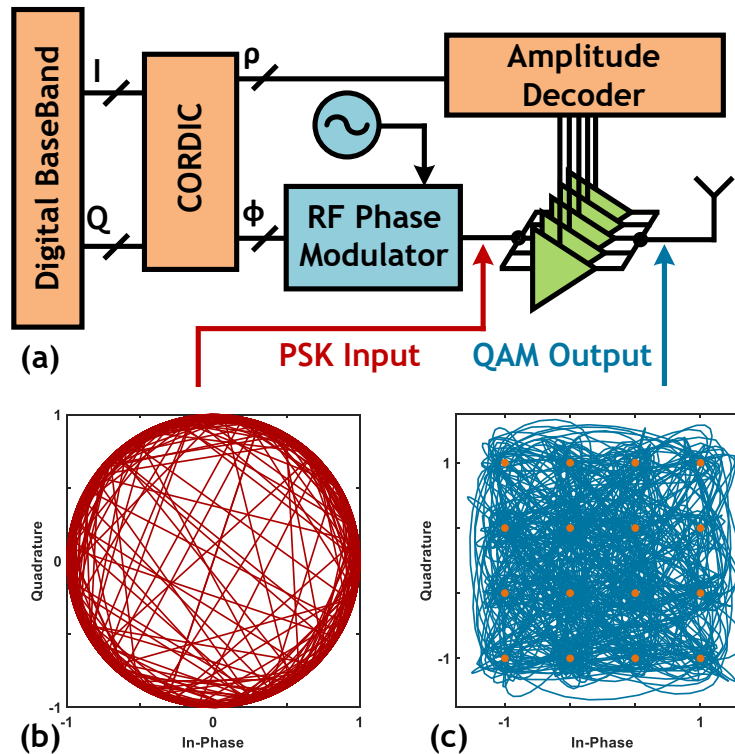 Digital BaseBand
I
Q
CORDIC
ρ
ϕ
Amplitude
Decoder
RF Phase
Modulator
(a)
PSK Input
QAM Output
1
0
-1
Quadrature
-1
0
1
In-Phase
(b)
1
-1
Quadrature
-1
1
In-Phase
(c)